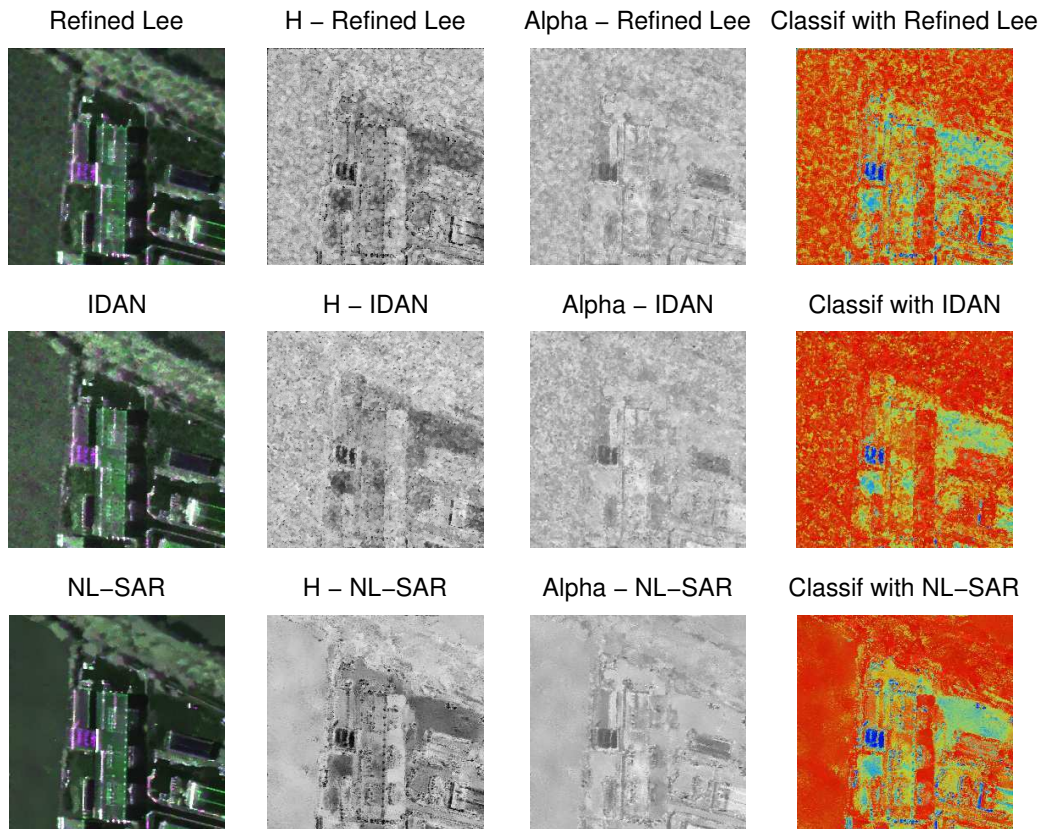 Refined Lee
H − Refined Lee
Alpha − Refined Lee
Classif with Refined Lee
IDAN
H − IDAN
Alpha − IDAN
Classif with IDAN
NL−SAR
H − NL−SAR
Alpha − NL−SAR
Classif with NL−SAR